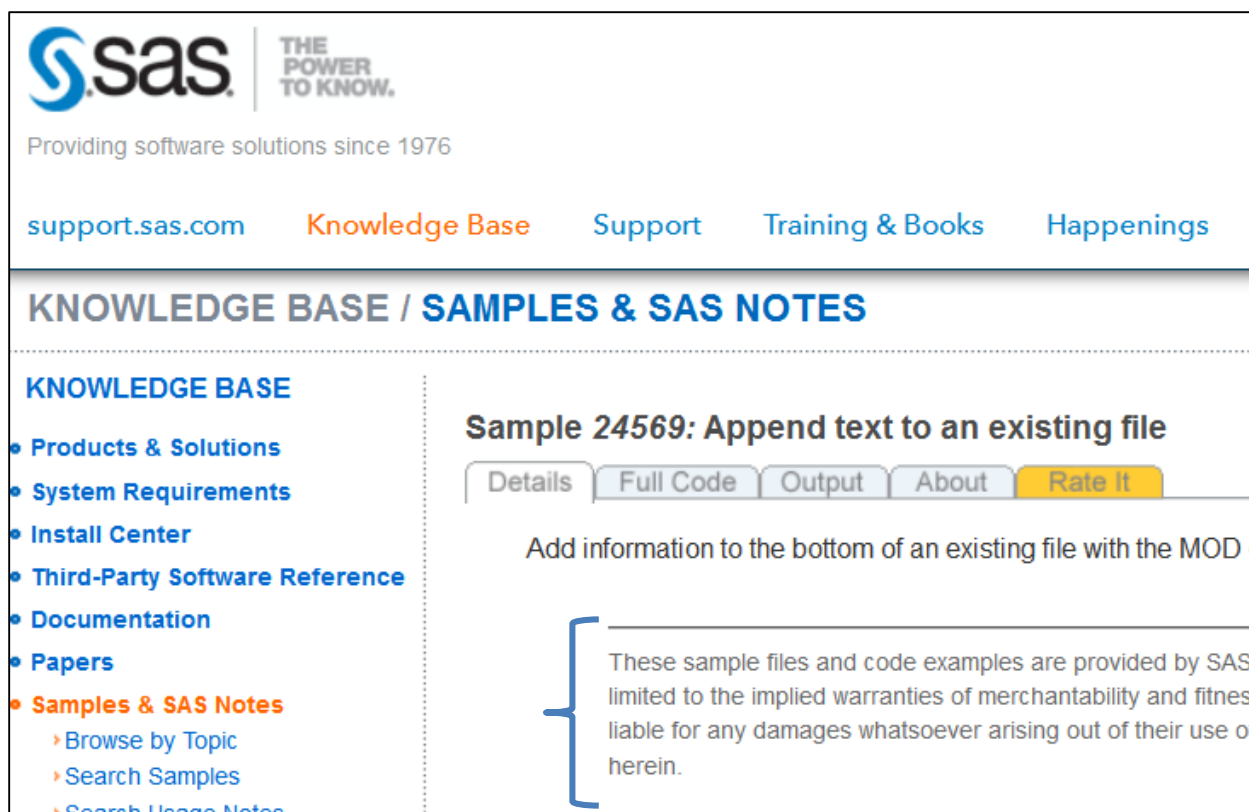 sas
THE
POWER
TO KNOW.
Providing software solutions since 1976
support.sas.com Knowledge Base Support Training & Books Happenings
KNOWLEDGE BASE / SAMPLES & SAS NOTES
KNOWLEDGE BASE
Products & Solutions
System Requirements
Install Center
Third-Party Software Reference
Documentation
Papers
Samples & SAS Notes
Browse by Topic
Search Samples
Search Usage Notes
Sample 24569: Append text to an existing file
Details Full Code Output About Rate It
Add information to the bottom of an existing file with the MOD
These sample files and code examples are provided by SAS
limited to the implied warranties of merchantability and fitnes
liable for any damages whatsoever arising out of their use o
herein.